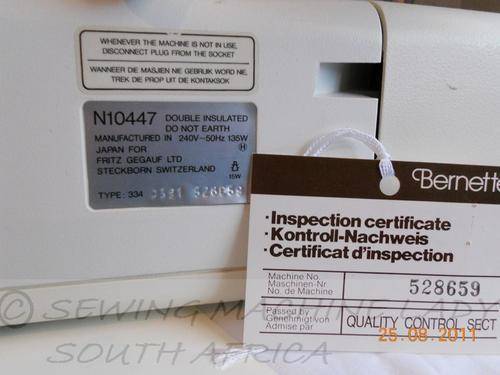 WHENEVER THE MACHINE IS NOT IN USE,
DISCONNECT PLUG FROM THE SOCKET
WANNEER DIE MASJIEN NIE GEBRUIK WORD NIE,
TREK DIE PROP UIT DIE KONTAKSOK
N10447 DOUBLE INSULATED
DO NOT EARTH
MANUFACTURED IN 240V~50Hz 135W
JAPAN FOR
FRITZ GEGAUF LTD
STECKBORN SWITZERLAND
15W
TYPE: 334
Bernette
· Inspection certificate
· Kontroll-Nachweis
· Certificat d'inspection
Machine No.
Maschinen-Nr
No. de Machine
528659
Passed by
Genehmigt von
Admise par
QUALITY CONTROL SECT
25.08.2011
© SEWING MACHINE LADY
SOUTH AFRICA